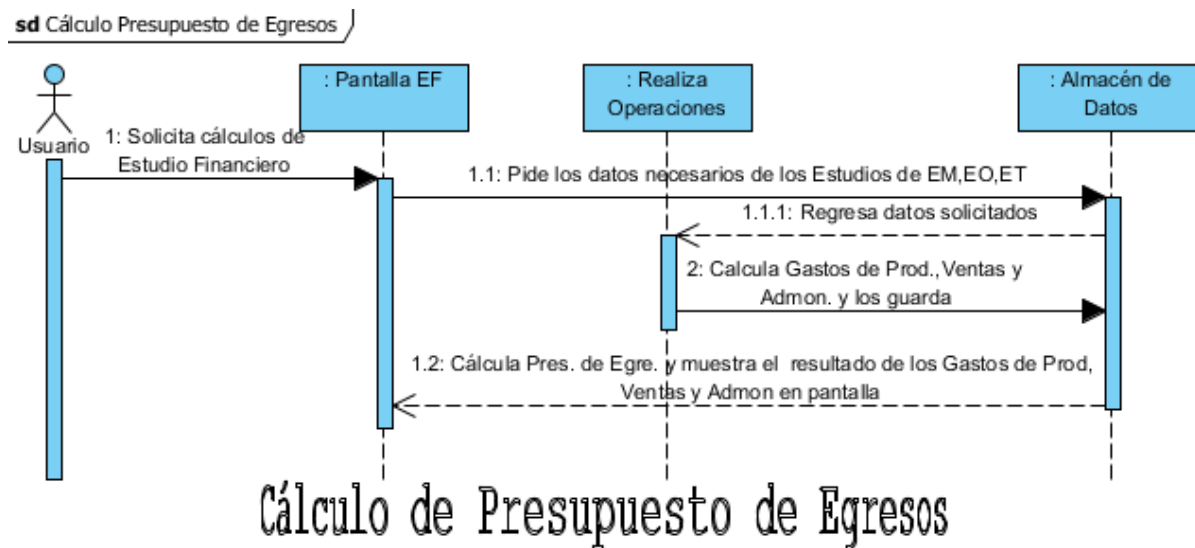 sd Cálculo Presupuesto de Egresos
: Pantalla EF
: Realiza
Operaciones
: Almacén de
Datos
Usuario
1: Solicita cálculos de
Estudio Financiero
1.1: Pide los datos necesarios de los Estudios de EM,EO,ET
1.1.1: Regresa datos solicitados
2: Calcula Gastos de Prod.,Ventas y
Admon. y los guarda
1.2: Cálcula Pres. de Egre. y muestra el resultado de los Gastos de Prod,
Ventas y Admon en pantalla
Cálculo de Presupuesto de Egresos